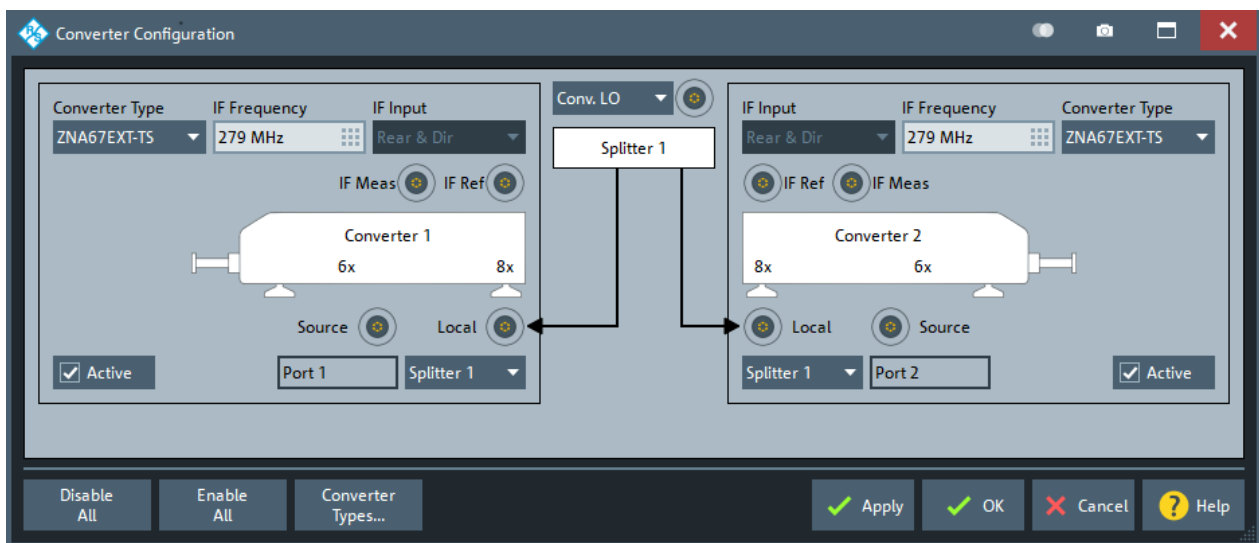 Converter Configuration
Converter Type IF Frequency IF Input
ZNA67EXT-TS 279 MHz Rear & Dir
IF Meas IF Ref
Converter 1
6x 8x
Source Local
Active Port 1 Splitter 1
Conv. LO
Splitter 1
IF Input IF Frequency Converter Type
Rear & Dir 279 MHz ZNA67EXT-TS
IF Ref IF Meas
Converter 2
8x 6x
Local Source
Splitter 1 Port 2 Active
Disable All
Enable All
Converter Types...
Apply OK Cancel ? Help